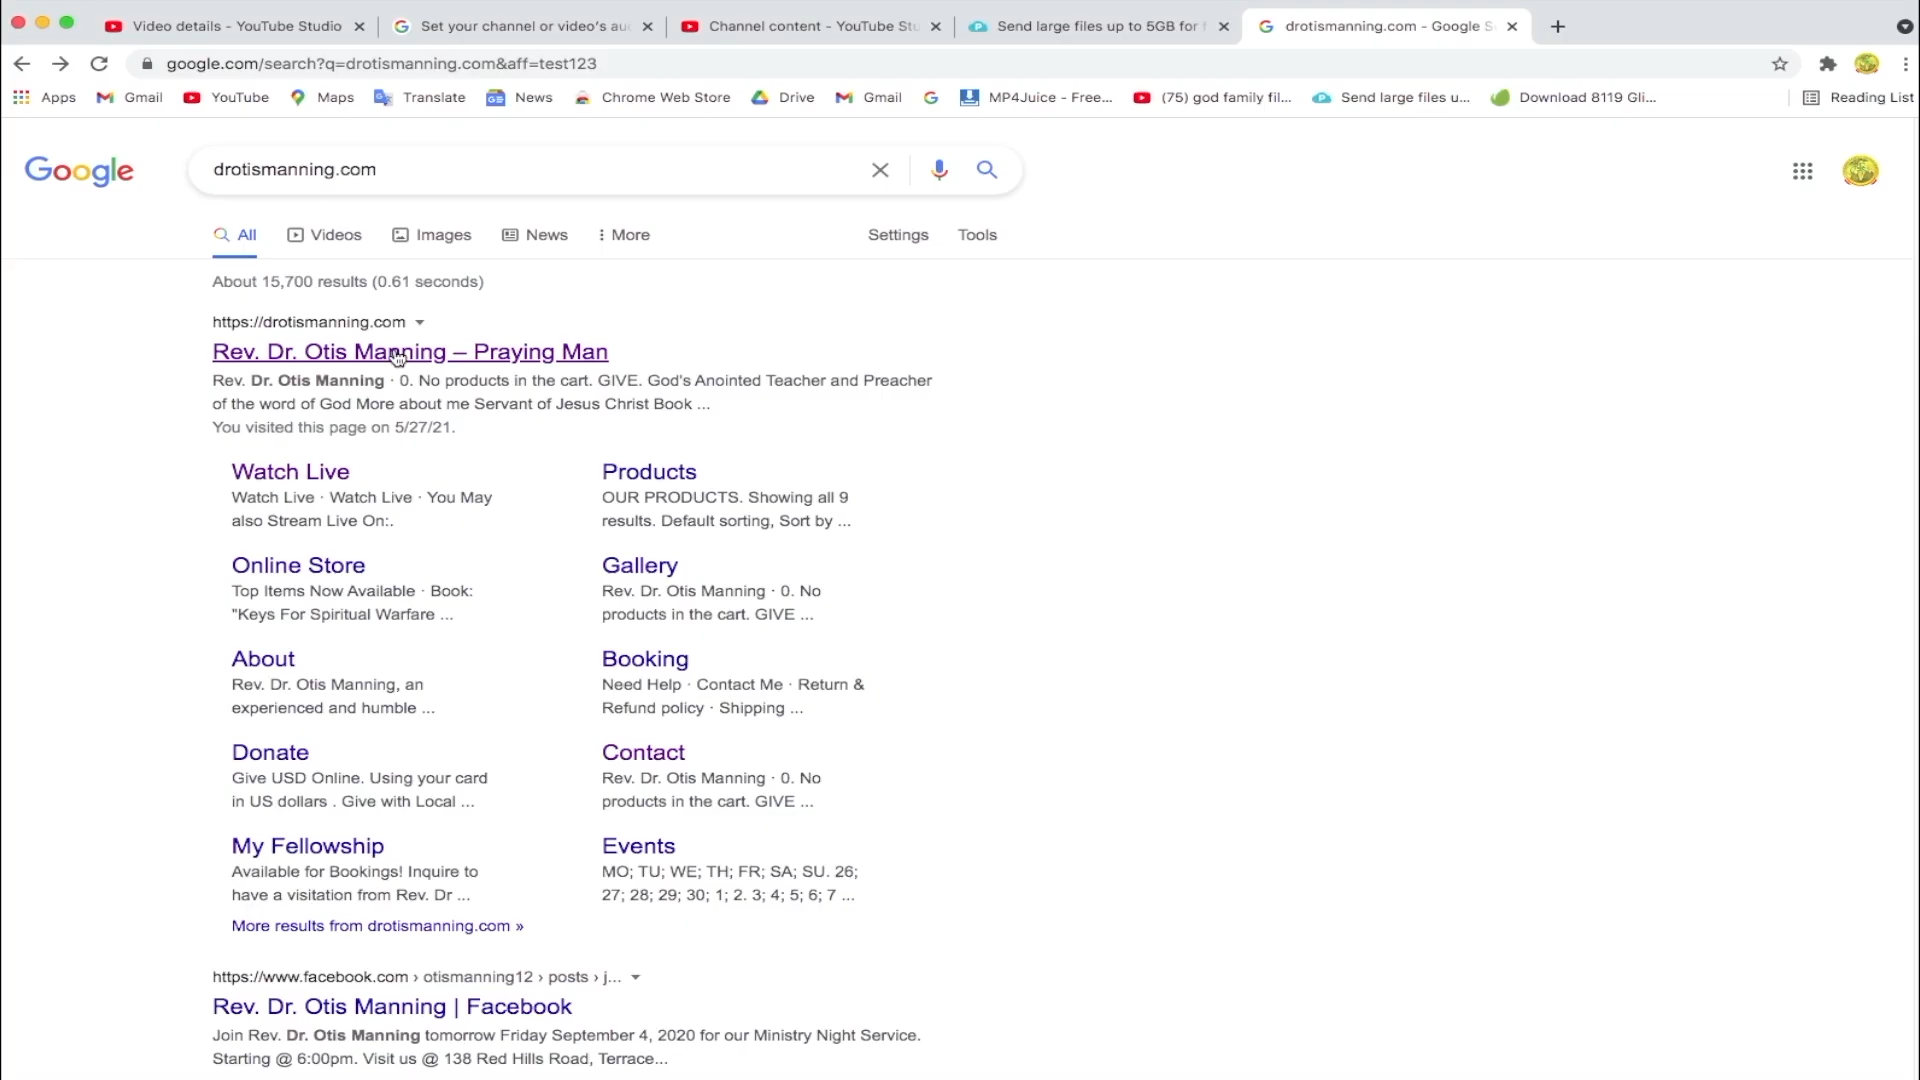 Video details - YouTube Studio
Set your channel or video's au
Channel content - YouTube Stu
Send large files up to 5GB for
drotismanning.com - Google S
google.com/search?q=drotismanning.com&aff=test123
Apps
Gmail
YouTube
Maps
Translate
News
Chrome Web Store
Drive
Gmail
MP4Juice - Free...
(75) god family fil...
Send large files u...
Download 8119 Gli...
Reading List
Google
drotismanning.com
All
Videos
Images
News
More
Settings
Tools
About 15,700 results (0.61 seconds)
https://drotismanning.com
Rev. Dr. Otis Manning – Praying Man
Rev. Dr. Otis Manning · 0. No products in the cart. GIVE. God's Anointed Teacher and Preacher
of the word of God More about me Servant of Jesus Christ Book ...
You visited this page on 5/27/21.
Watch Live
Watch Live · Watch Live · You May
also Stream Live On:.
Products
OUR PRODUCTS. Showing all 9
results. Default sorting, Sort by ...
Online Store
Top Items Now Available · Book:
"Keys For Spiritual Warfare ...
Gallery
Rev. Dr. Otis Manning · 0. No
products in the cart. GIVE ...
About
Rev. Dr. Otis Manning, an
experienced and humble ...
Booking
Need Help · Contact Me · Return &
Refund policy · Shipping ...
Donate
Give USD Online. Using your card
in US dollars . Give with Local ...
Contact
Rev. Dr. Otis Manning · 0. No
products in the cart. GIVE ...
My Fellowship
Available for Bookings! Inquire to
have a visitation from Rev. Dr ...
Events
MO; TU; WE; TH; FR; SA; SU. 26;
27; 28; 29; 30; 1; 2. 3; 4; 5; 6; 7 ...
More results from drotismanning.com »
https://www.facebook.com › otismanning12 › posts › j...
Rev. Dr. Otis Manning | Facebook
Join Rev. Dr. Otis Manning tomorrow Friday September 4, 2020 for our Ministry Night Service.
Starting @ 6:00pm. Visit us @ 138 Red Hills Road, Terrace...